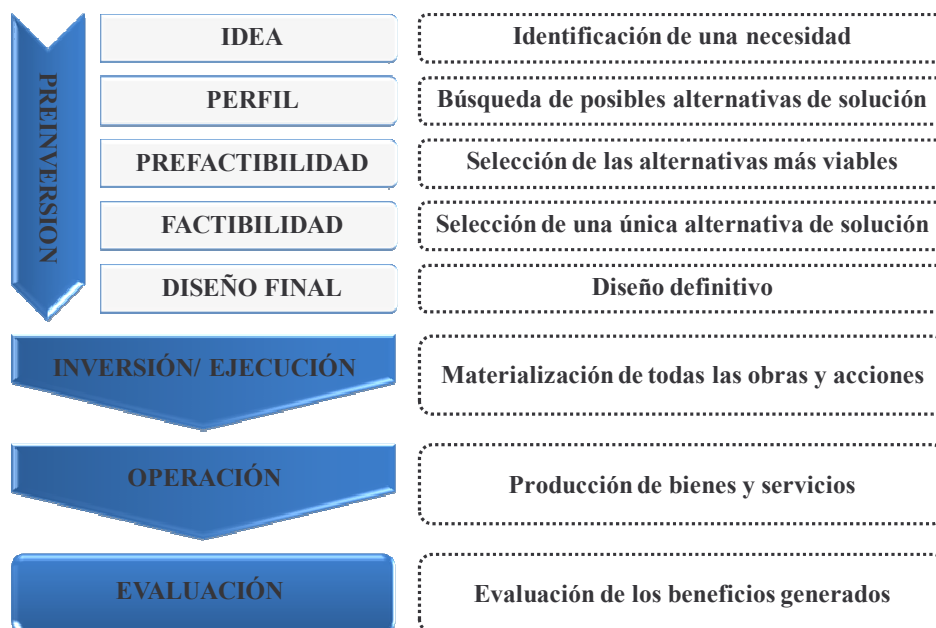 PREINVERSION
IDEA
Identificación de una necesidad
PERFIL
Búsqueda de posibles alternativas de solución
PREFACTIBILIDAD
Selección de las alternativas más viables
FACTIBILIDAD
Selección de una única alternativa de solución
DISEÑO FINAL
Diseño definitivo
INVERSIÓN/ EJECUCIÓN
Materialización de todas las obras y acciones
OPERACIÓN
Producción de bienes y servicios
EVALUACIÓN
Evaluación de los beneficios generados